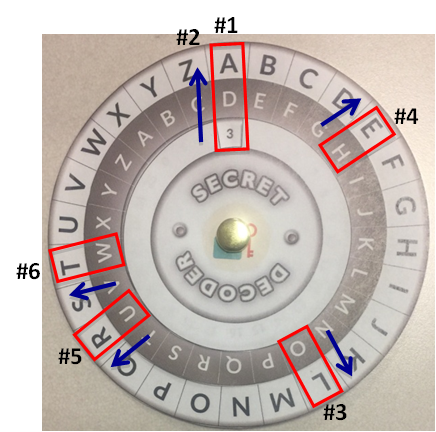 #1
#2
#3
#4
#5
#6
A B C D E F G H I J K L M N O P Q R S T U V W X Y Z
D E F G H I J K L M N O P Q R S U W X Y Z A B C
3
SECRET
DECODER